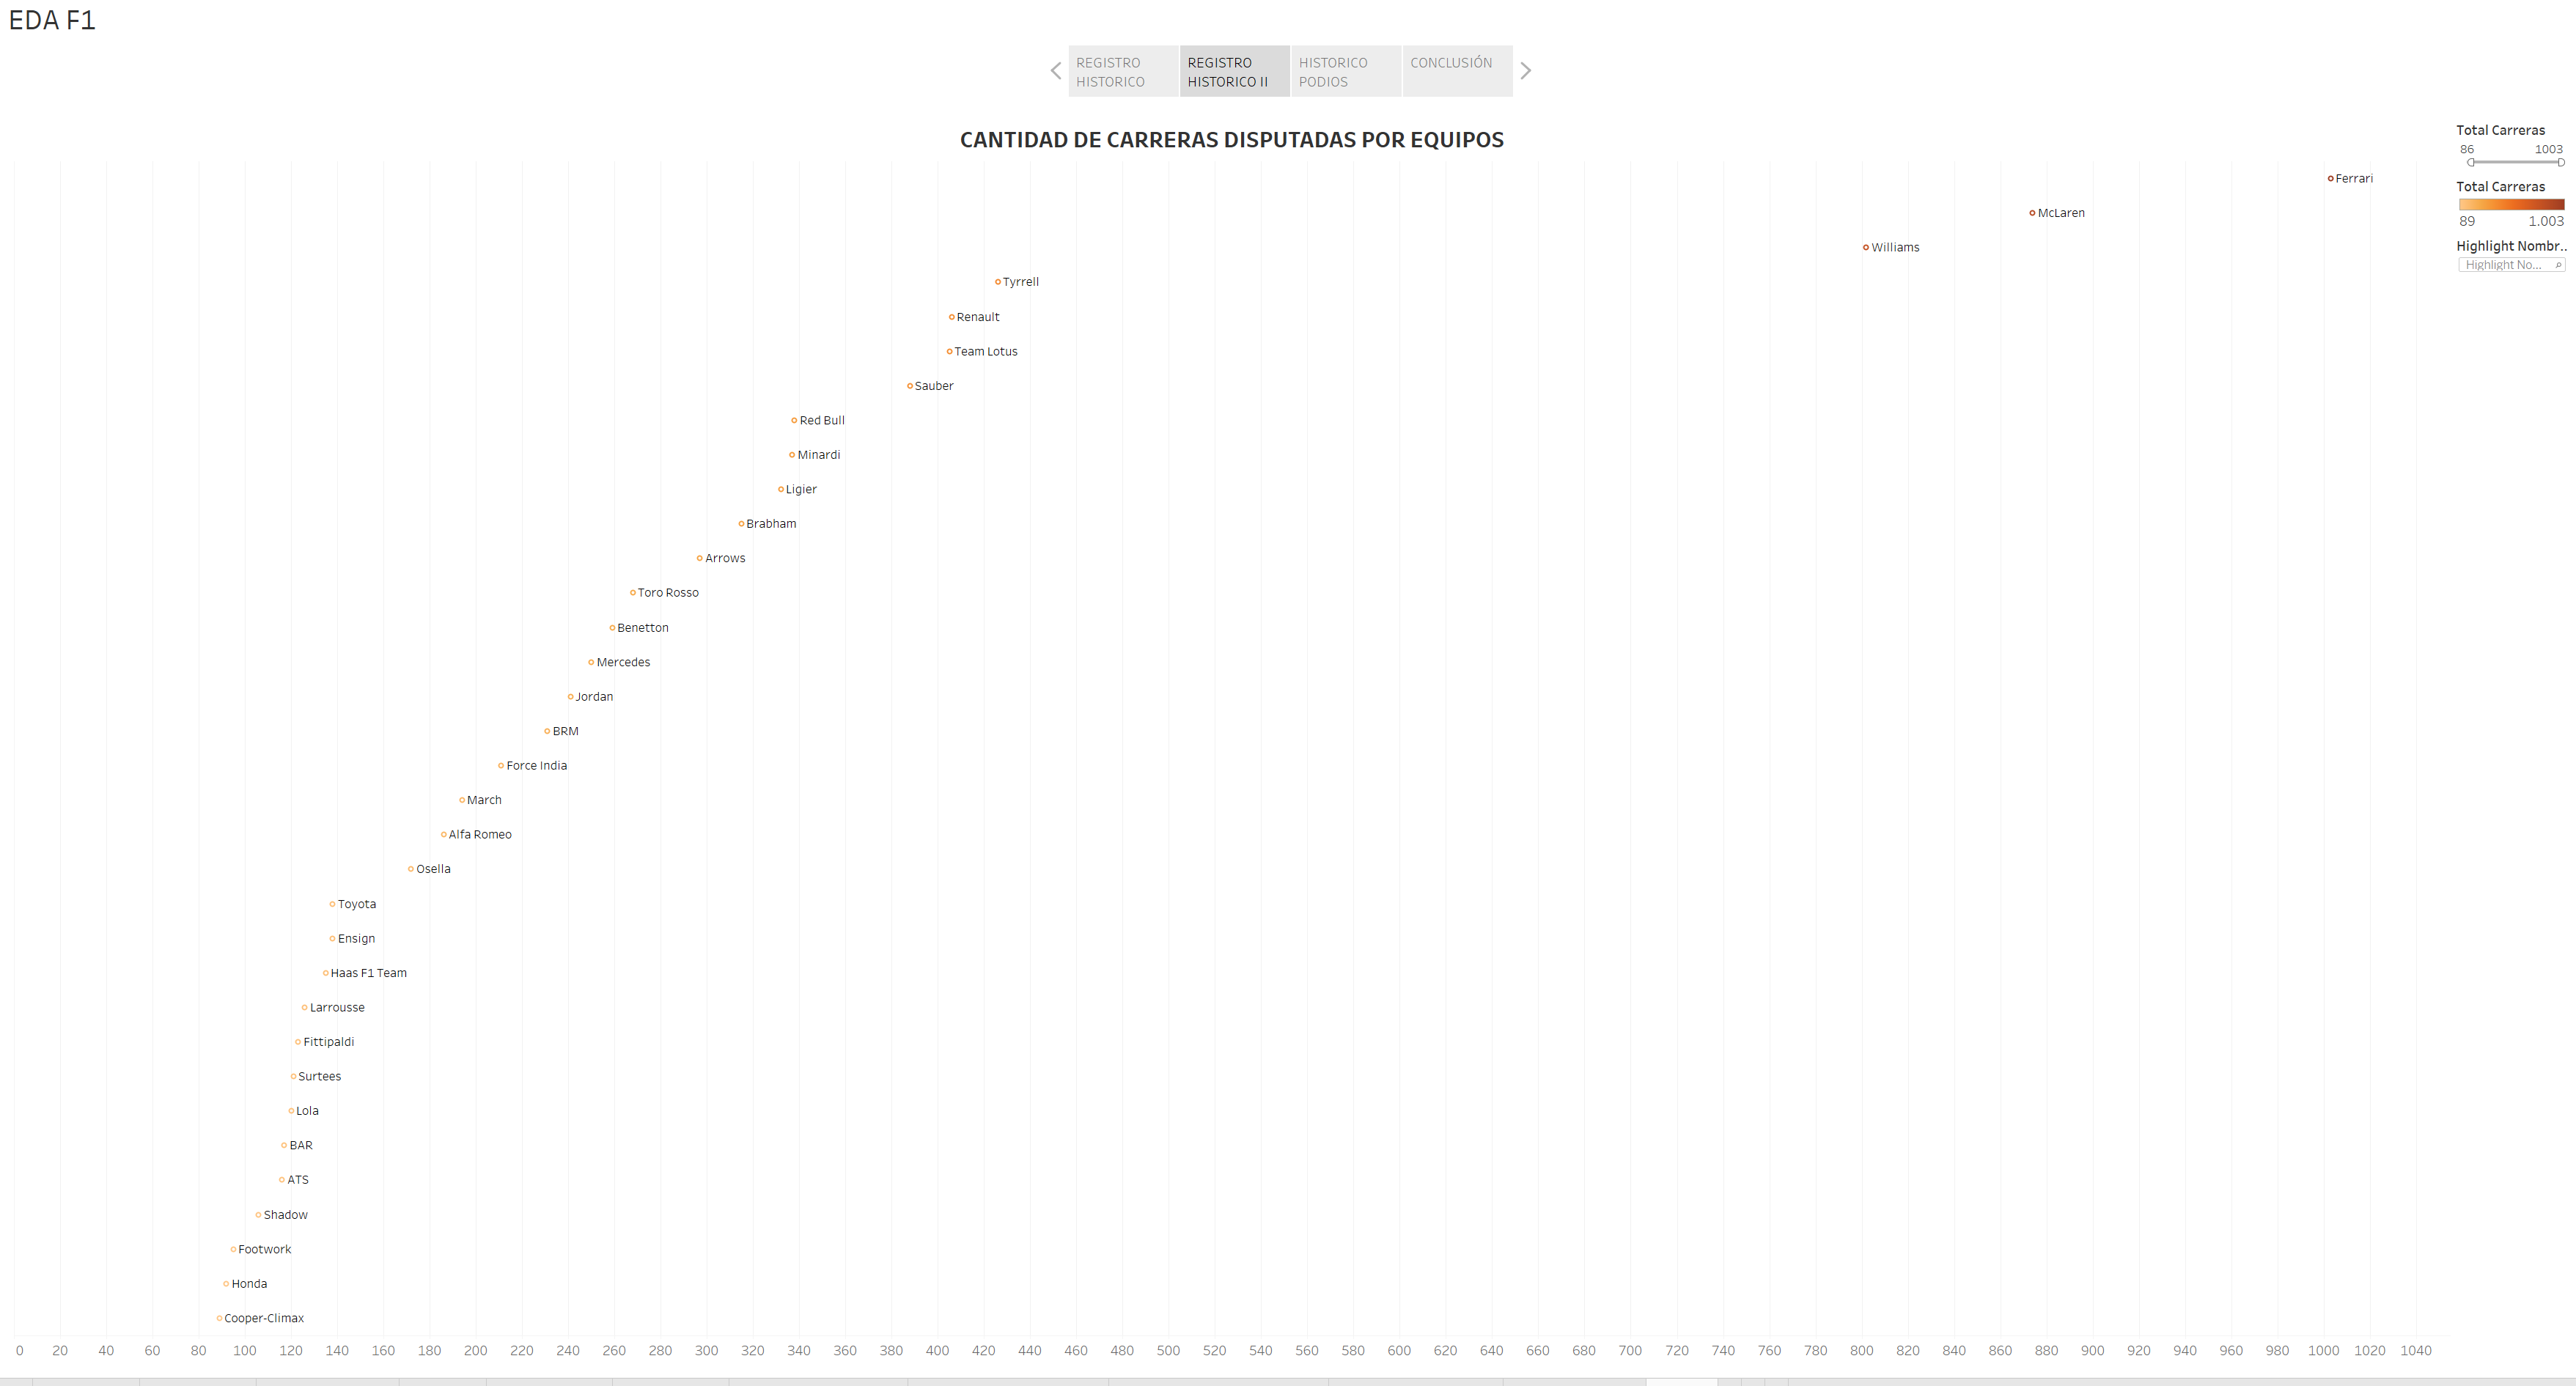 EDA F1
REGISTRO
HISTORICO
REGISTRO
HISTORICO II
HISTORICO
PODIOS
CONCLUSIÓN
CANTIDAD DE CARRERAS DISPUTADAS POR EQUIPOS
Total Carreras
86 1003
Total Carreras
89 1.003
Highlight Nombr..
Highlight No...
Ferrari
McLaren
Williams
Tyrrell
Renault
Team Lotus
Sauber
Red Bull
Minardi
Ligier
Brabham
Arrows
Toro Rosso
Benetton
Mercedes
Jordan
BRM
Force India
March
Alfa Romeo
Osella
Toyota
Ensign
Haas F1 Team
Larrousse
Fittipaldi
Surtees
Lola
BAR
ATS
Shadow
Footwork
Honda
Cooper-Climax
0 20 40 60 80 100 120 140 160 180 200 220 240 260 280 300 320 340 360 380 400 420 440 460 480 500 520 540 560 580 600 620 640 660 680 700 720 740 760 780 800 820 840 860 880 900 920 940 960 980 1000 1020 1040